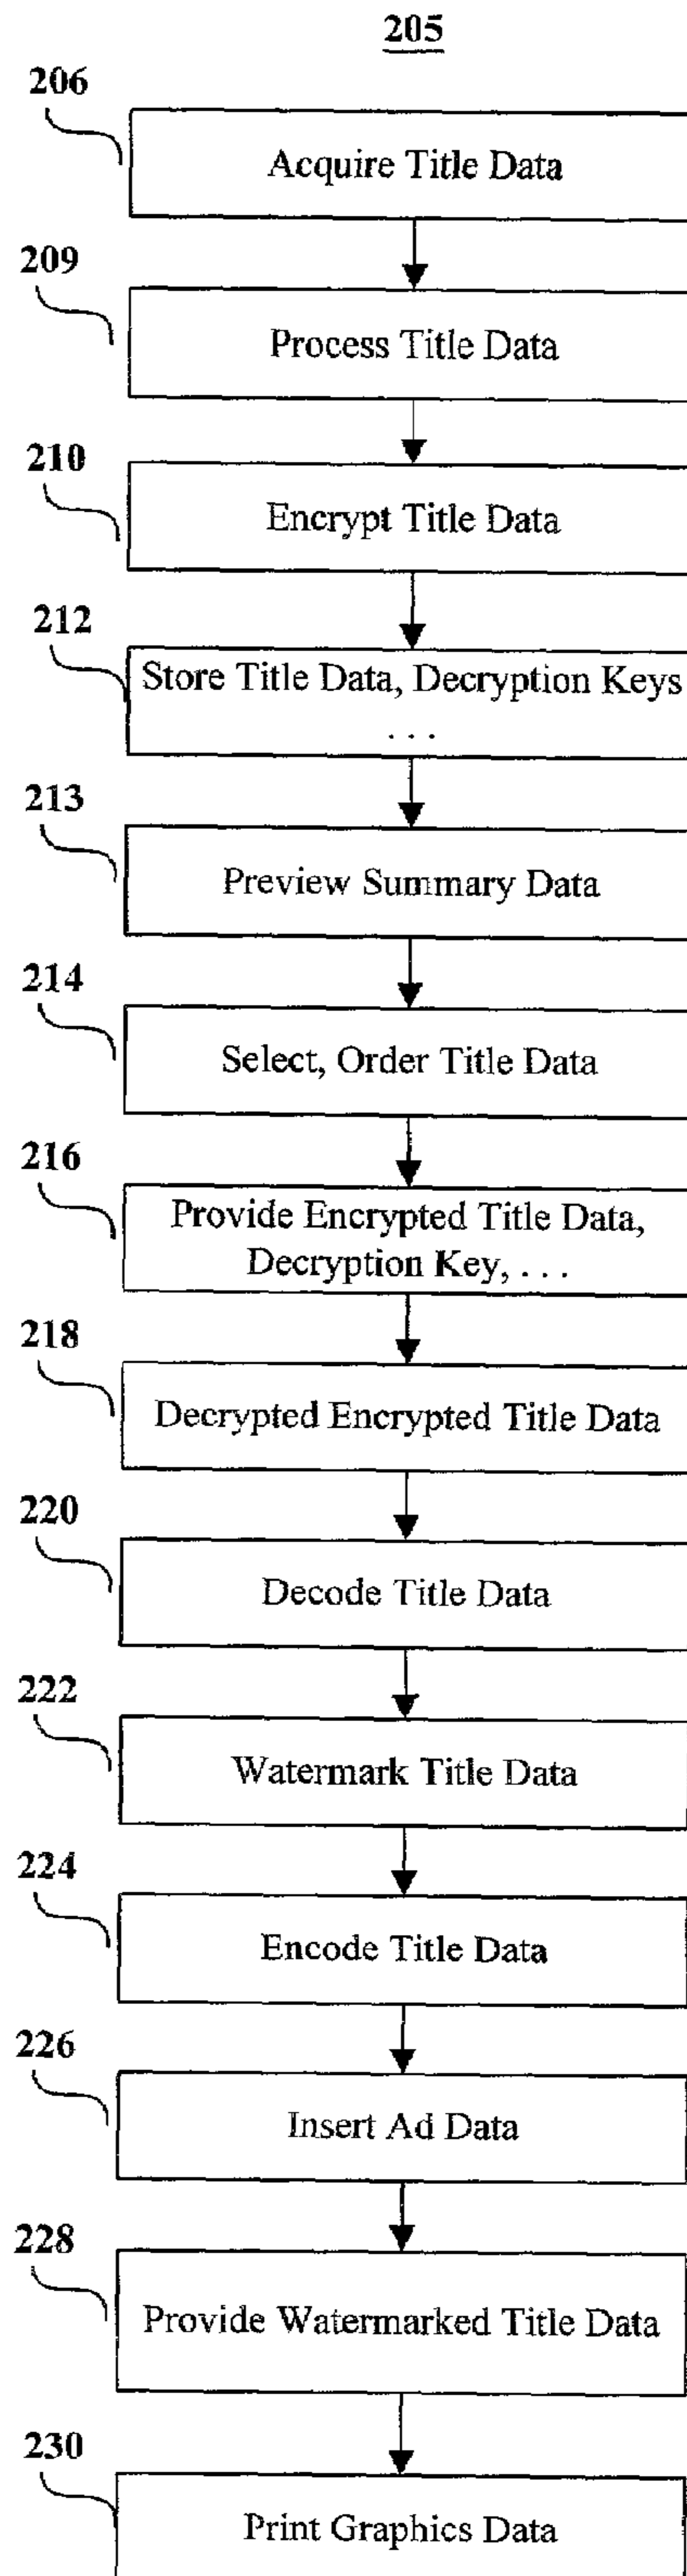 205
206
Acquire Title Data
209
Process Title Data
210
Encrypt Title Data
212
Store Title Data, Decryption Keys
. . .
213
Preview Summary Data
214
Select, Order Title Data
216
Provide Encrypted Title Data,
Decryption Key, . . .
218
Decrypted Encrypted Title Data
220
Decode Title Data
222
Watermark Title Data
224
Encode Title Data
226
Insert Ad Data
228
Provide Watermarked Title Data
230
Print Graphics Data